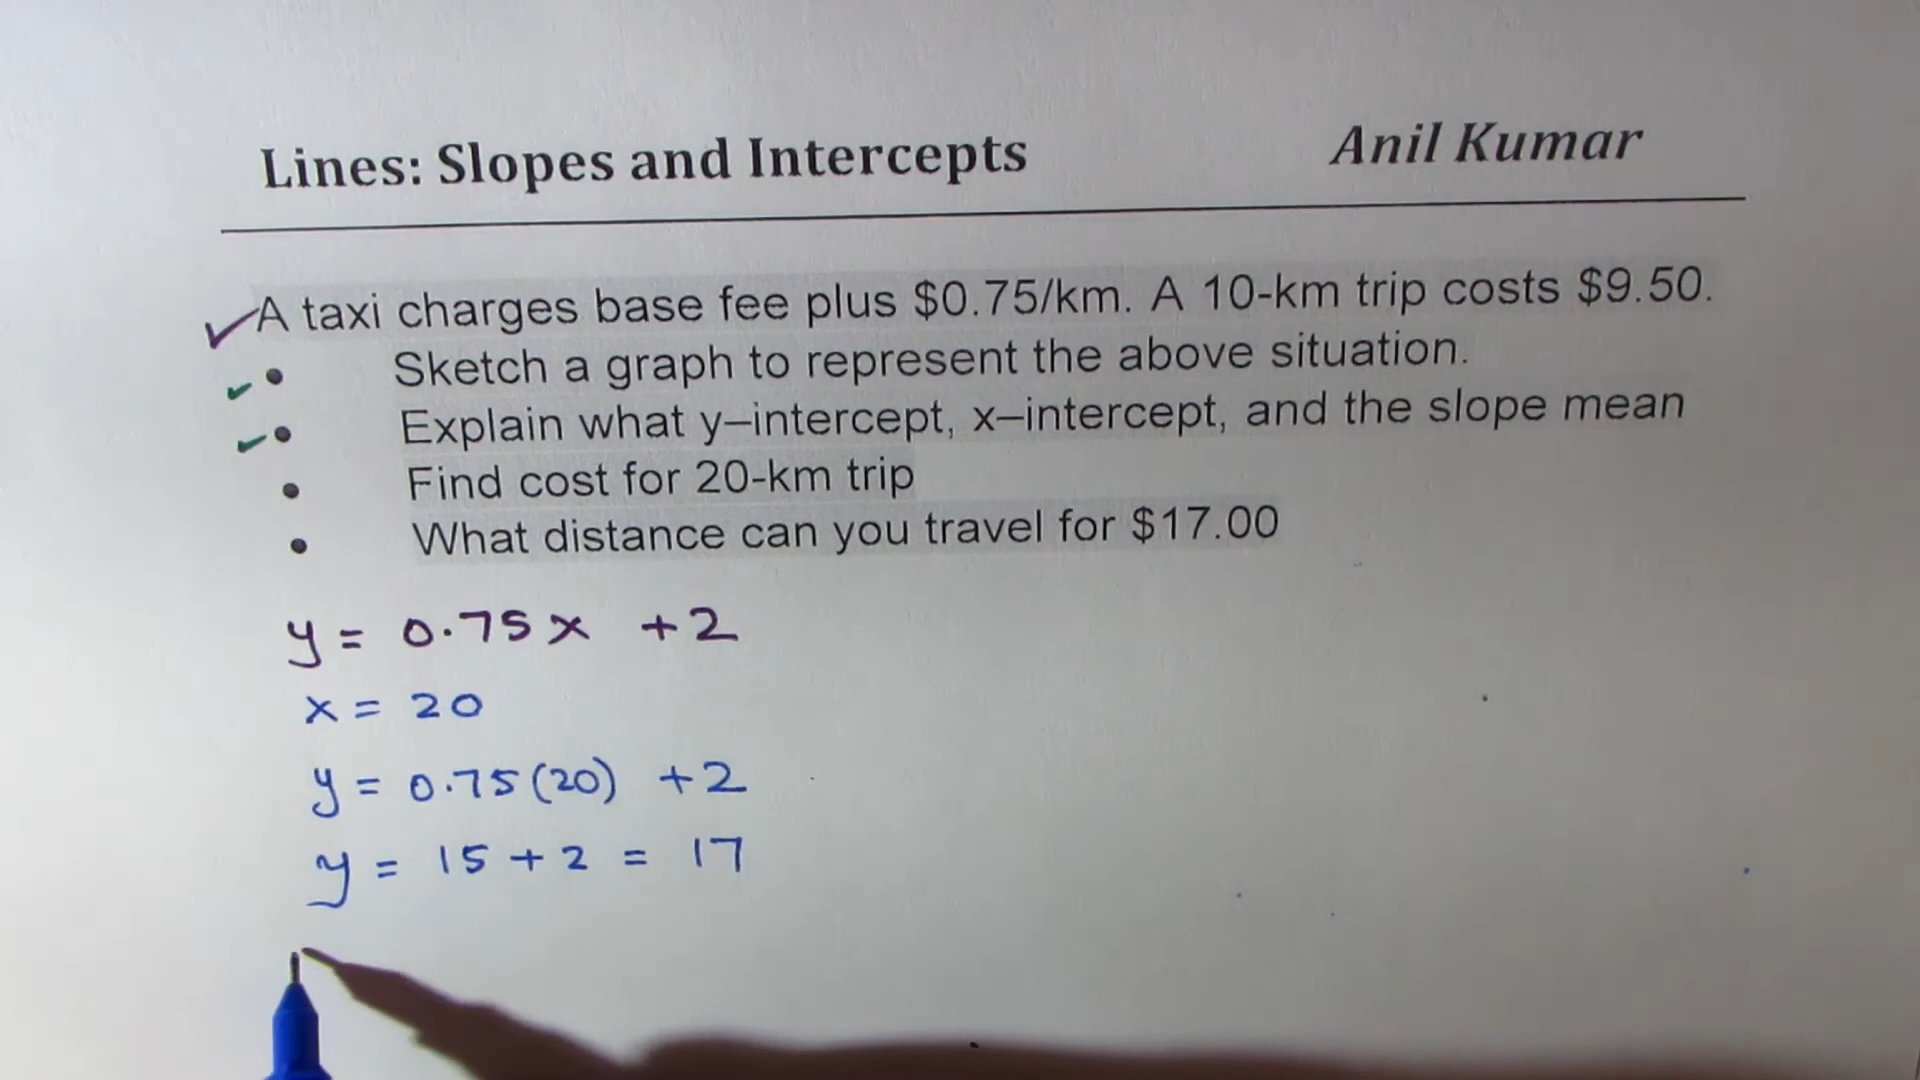 Lines: Slopes and Intercepts Anil Kumar
✓A taxi charges base fee plus $0.75/km. A 10-km trip costs $9.50.
✓• Sketch a graph to represent the above situation.
✓• Explain what y–intercept, x–intercept, and the slope mean
• Find cost for 20-km trip
• What distance can you travel for $17.00
y = 0.75x +2
x = 20
y = 0.75(20) +2
y = 15 + 2 = 17